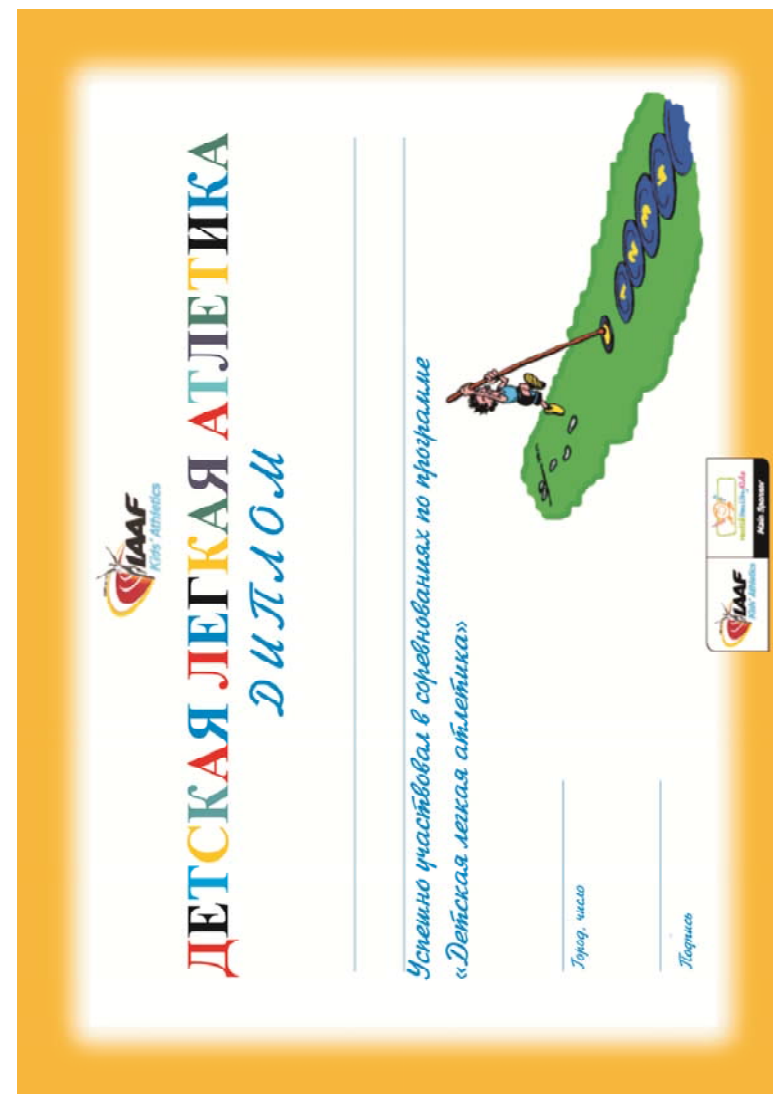 IAAF
Kids' Athletics
ДЕТСКАЯ ЛЕГКАЯ АТЛЕТИКА
ДИПЛОМ
Успешно участвовал в соревнованиях по программе
«Детская легкая атлетика»
Город, число
Подпись
IAAF
Kids' Athletics